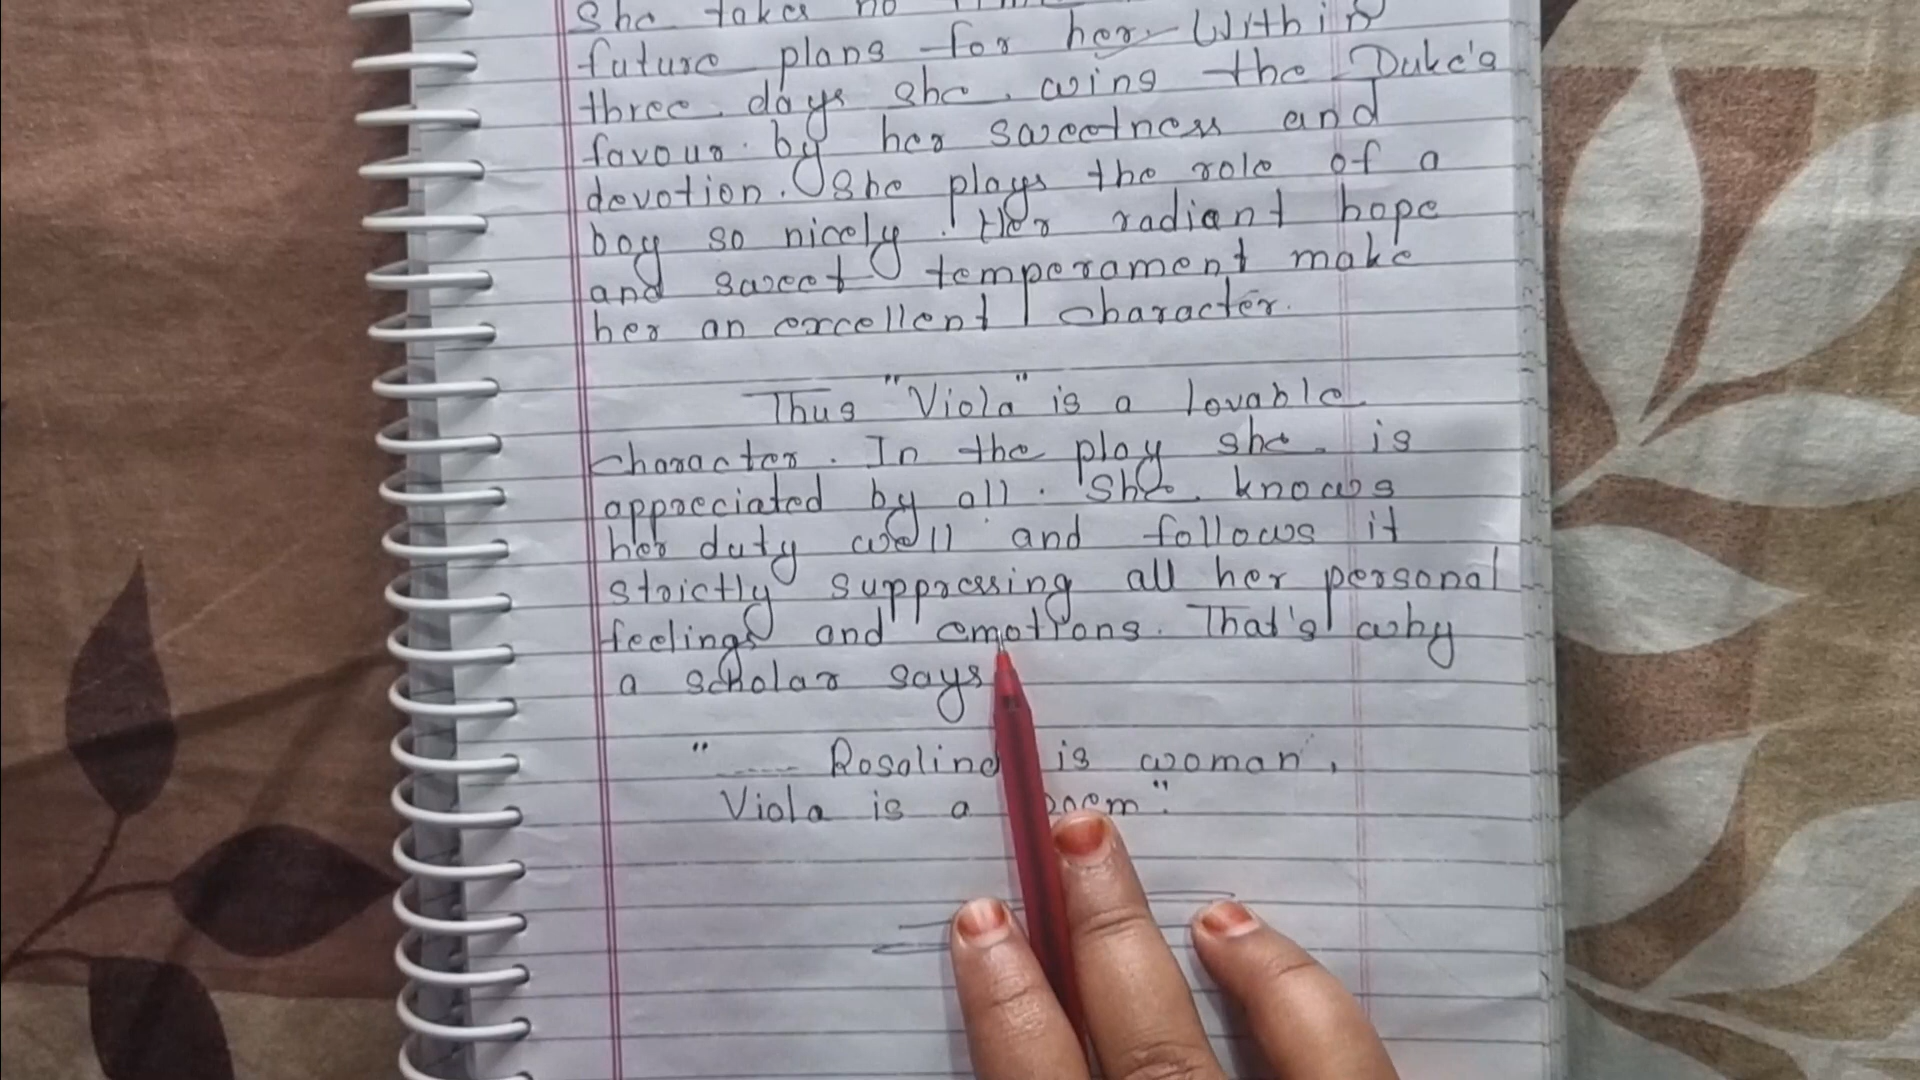 She takes no
future plans for her. Within
three days she wins the Duke's
favour by her sweetness and
devotion. She plays the role of a
boy so nicely. Her radiant hope
and sweet temperament make
her an excellent character.
Thus "Viola" is a lovable
character. In the play she is
appreciated by all. She knows
her duty well and follows it
strictly suppressing all her personal
feelings and emotions. That's why
a scholar says
" ---- Rosalind is woman,
Viola is a poem".